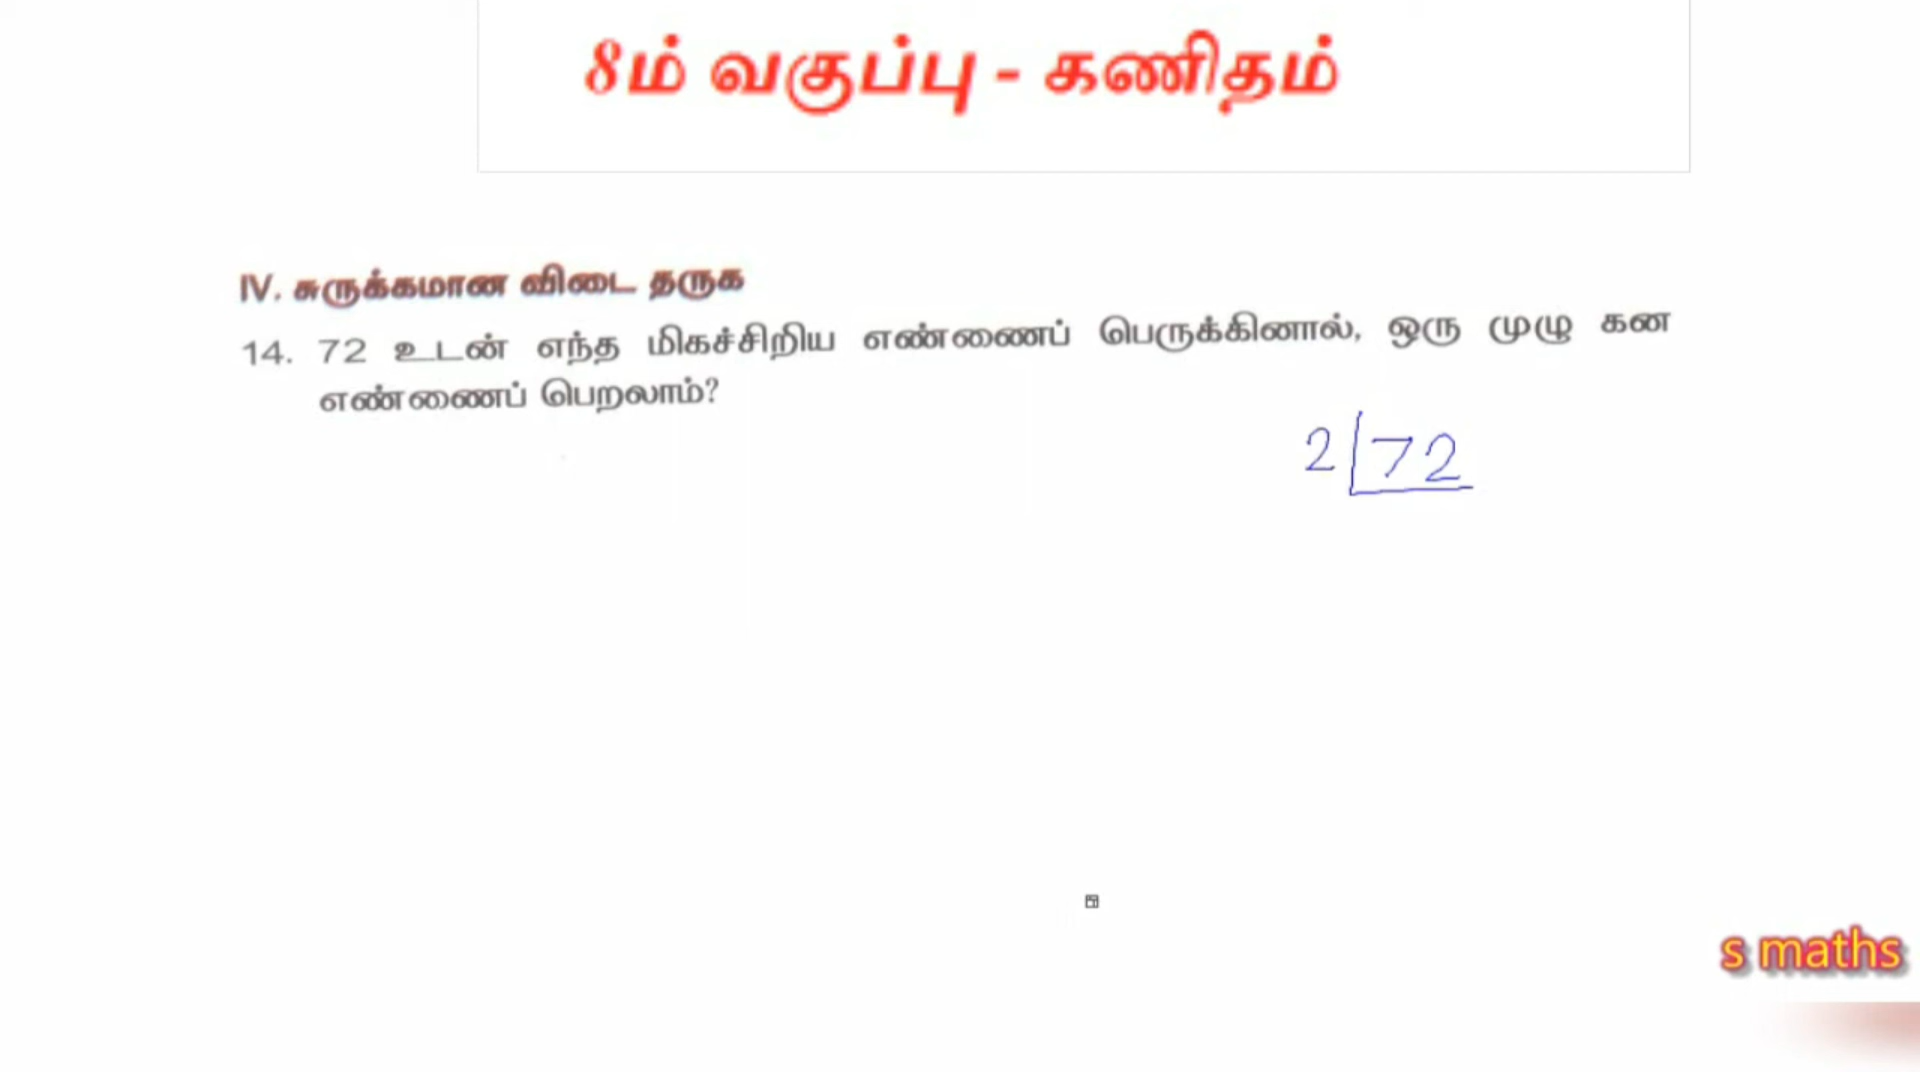 8ம் வகுப்பு - கணிதம்
IV. சுருக்கமான விடை தருக
14. 72 உடன் எந்த மிகச்சிறிய எண்ணைப் பெருக்கினால், ஒரு முழு கன
எண்ணைப் பெறலாம்?
2 72
s maths